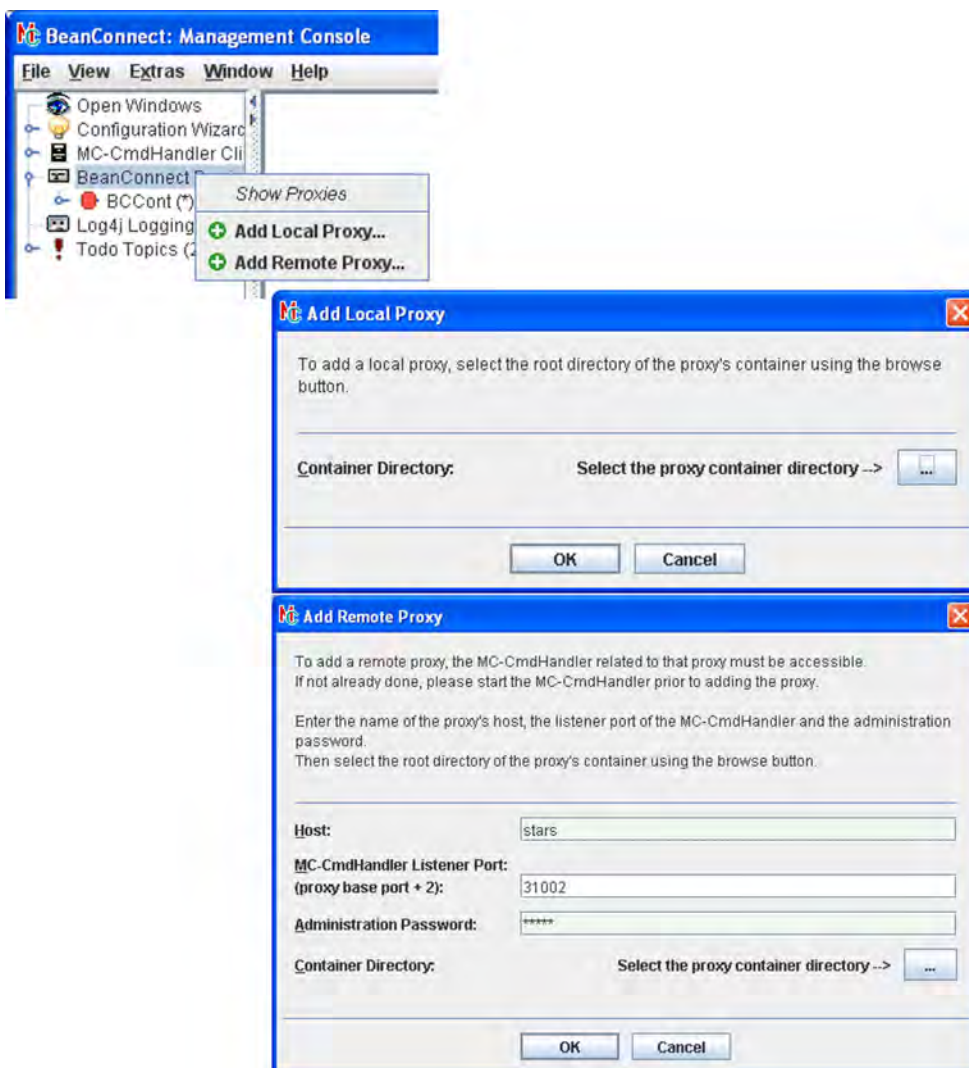 BeanConnect: Management Console
File View Extras Window Help
Open Windows
Configuration Wizard
MC-CmdHandler Cli
BeanConnect
BCCont (*)
Log4j Logging
Todo Topics (2
Show Proxies
Add Local Proxy...
Add Remote Proxy...
Add Local Proxy
To add a local proxy, select the root directory of the proxy's container using the browse
button.
Container Directory: Select the proxy container directory --> ...
OK Cancel
Add Remote Proxy
To add a remote proxy, the MC-CmdHandler related to that proxy must be accessible.
If not already done, please start the MC-CmdHandler prior to adding the proxy.
Enter the name of the proxy's host, the listener port of the MC-CmdHandler and the administration
password.
Then select the root directory of the proxy's container using the browse button.
Host: stars
MC-CmdHandler Listener Port:
(proxy base port + 2): 31002
Administration Password: *****
Container Directory: Select the proxy container directory --> ...
OK Cancel